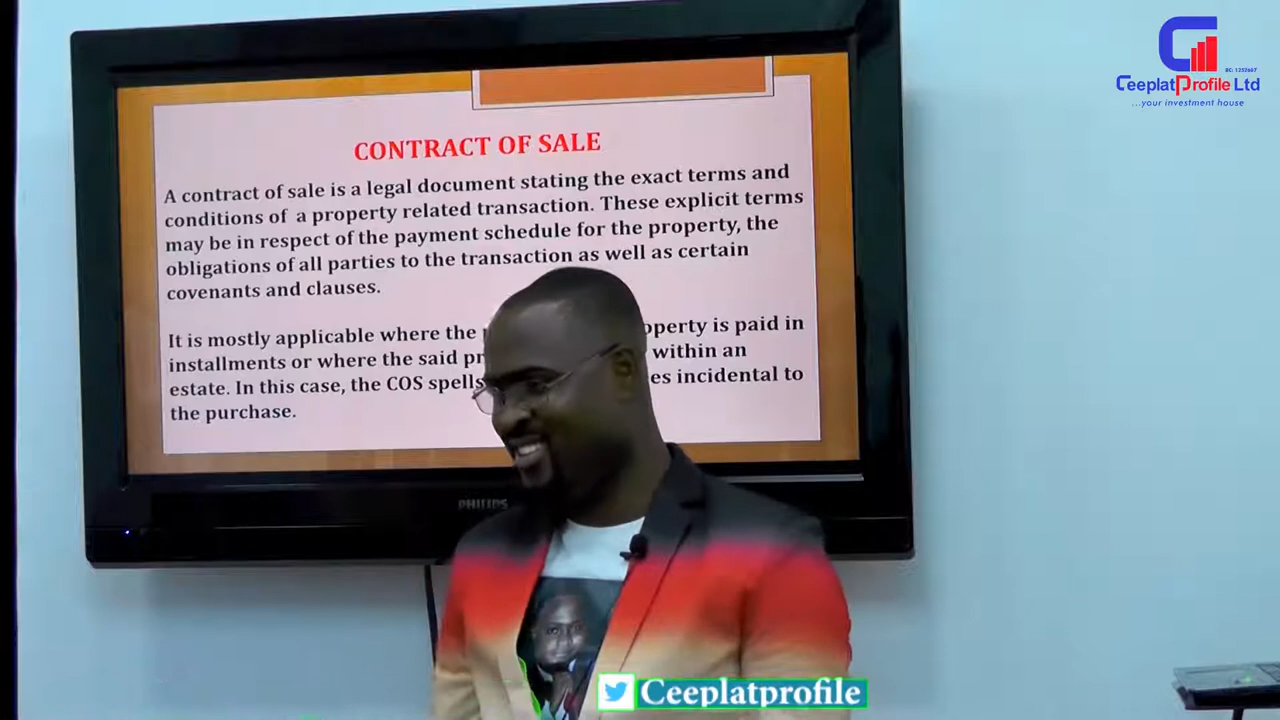 CeeplatProfile Ltd
RC: 1252667
...your investment house
CONTRACT OF SALE
A contract of sale is a legal document stating the exact terms and
conditions of a property related transaction. These explicit terms
may be in respect of the payment schedule for the property, the
obligations of all parties to the transaction as well as certain
covenants and clauses.
It is mostly applicable where the operty is paid in
installments or where the said pr within an
estate. In this case, the COS spells es incidental to
the purchase.
PHILIPS
Ceeplatprofile